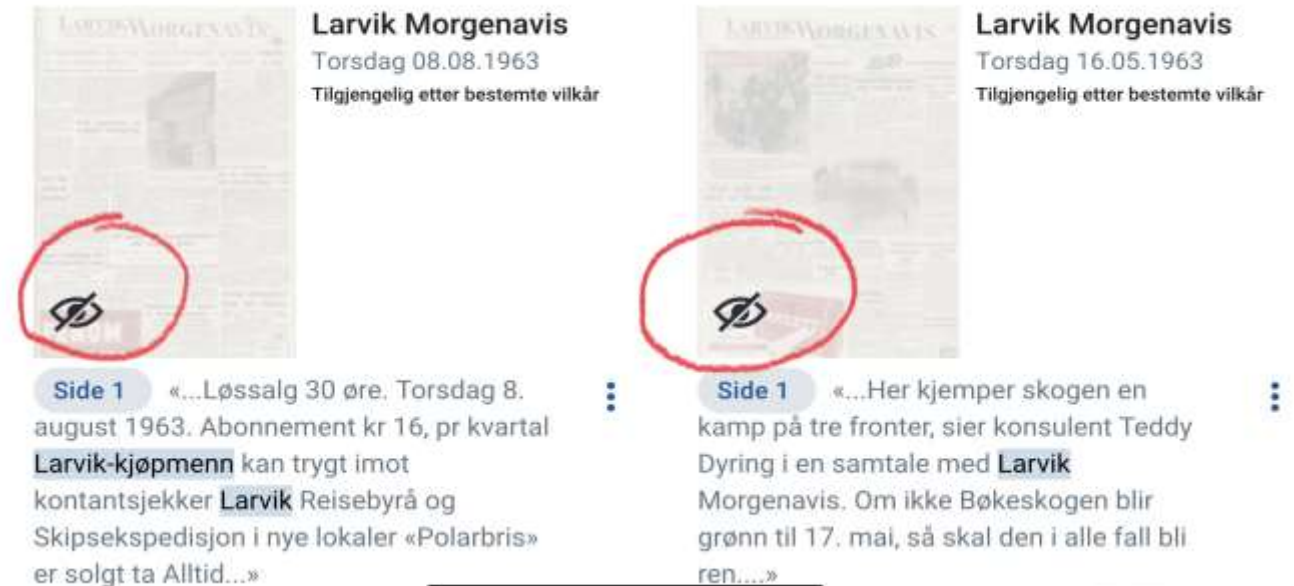 LARVIK MORGENAVIS
Larvik Morgenavis
Torsdag 08.08.1963
Tilgjengelig etter bestemte vilkår
Side 1 «...Løssalg 30 øre. Torsdag 8.
august 1963. Abonnement kr 16, pr kvartal
Larvik-kjøpmenn kan trygt imot
kontantsjekker Larvik Reisebyrå og
Skipsekspedisjon i nye lokaler «Polarbris»
er solgt ta Alltid...»
LARVIK MORGENAVIS
Larvik Morgenavis
Torsdag 16.05.1963
Tilgjengelig etter bestemte vilkår
Side 1 «...Her kjemper skogen en
kamp på tre fronter, sier konsulent Teddy
Dyring i en samtale med Larvik
Morgenavis. Om ikke Bøkeskogen blir
grønn til 17. mai, så skal den i alle fall bli
ren....»